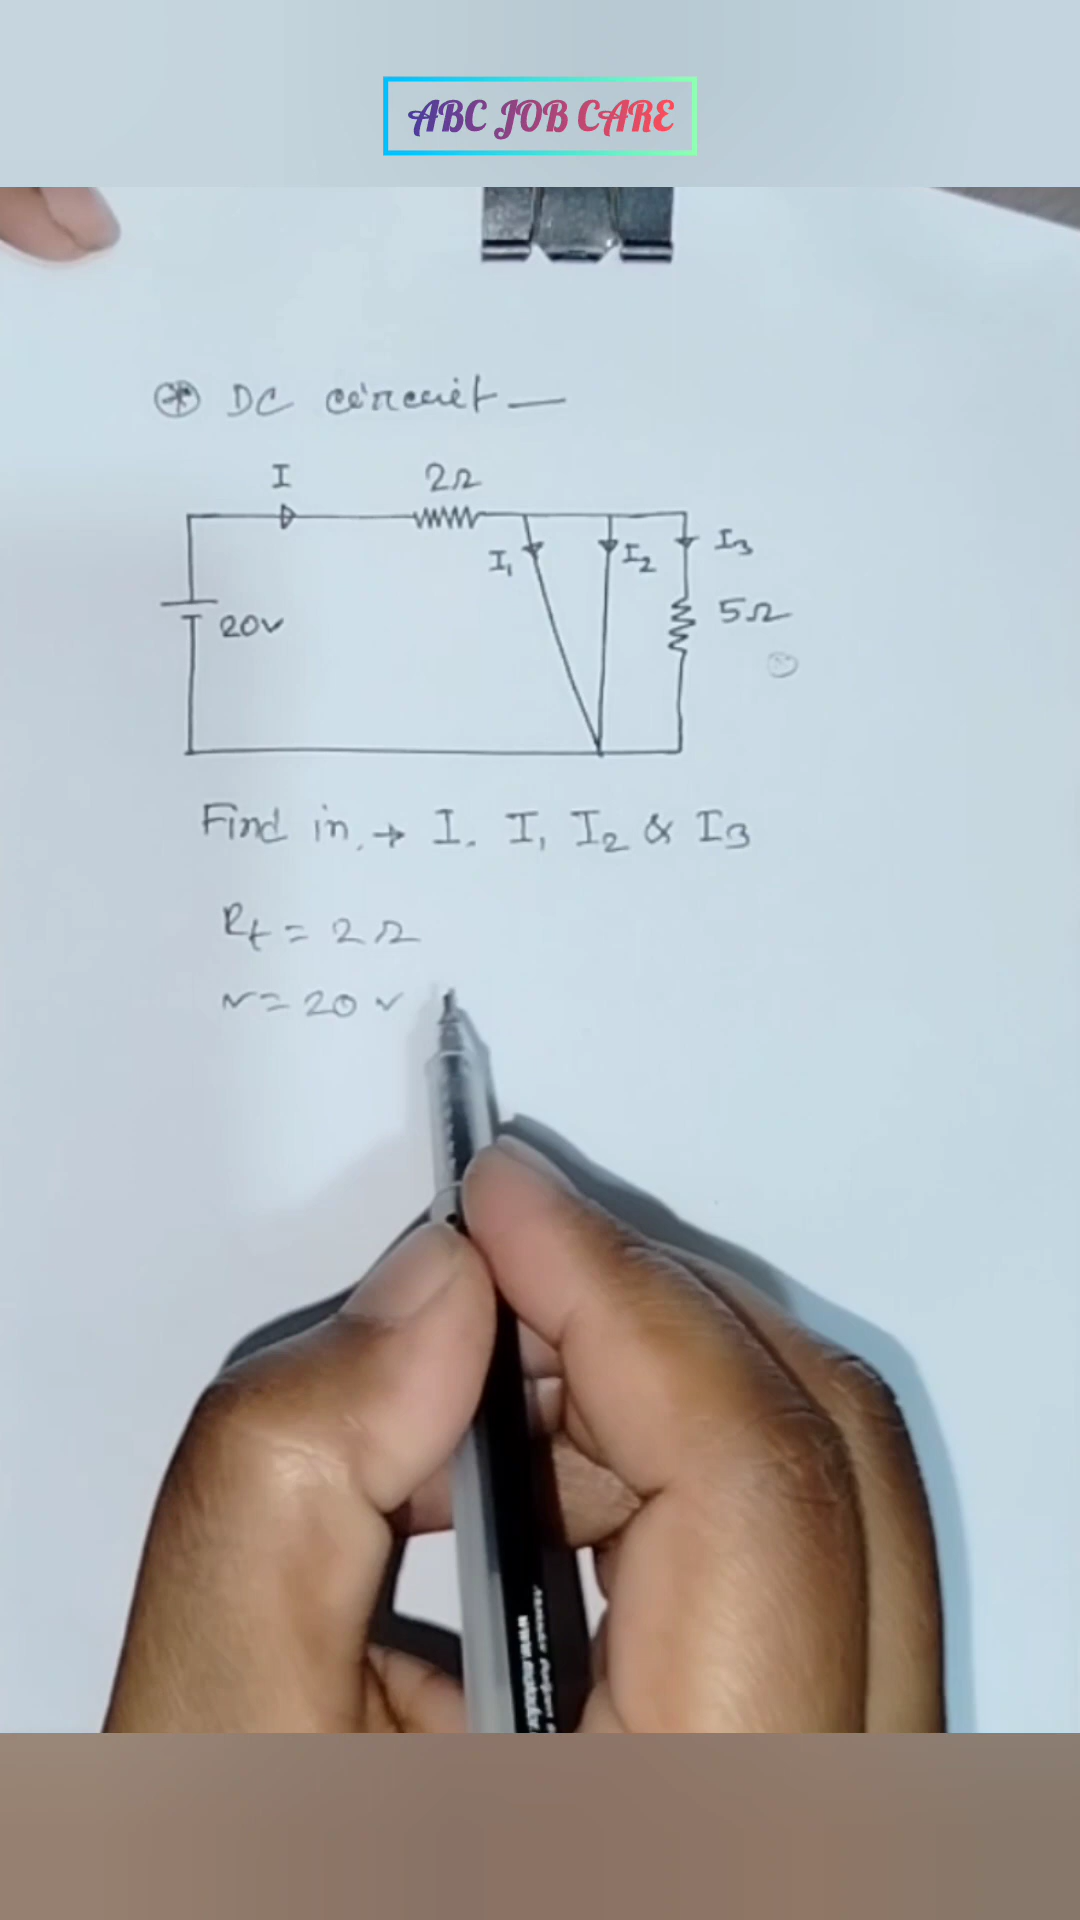 ABC JOB CARE
DC circuit —
I
2Ω
I₁
I₂
I₃
20v
5Ω
Find in → I. I₁ I₂ & I₃
Rt = 2Ω
v = 20 v